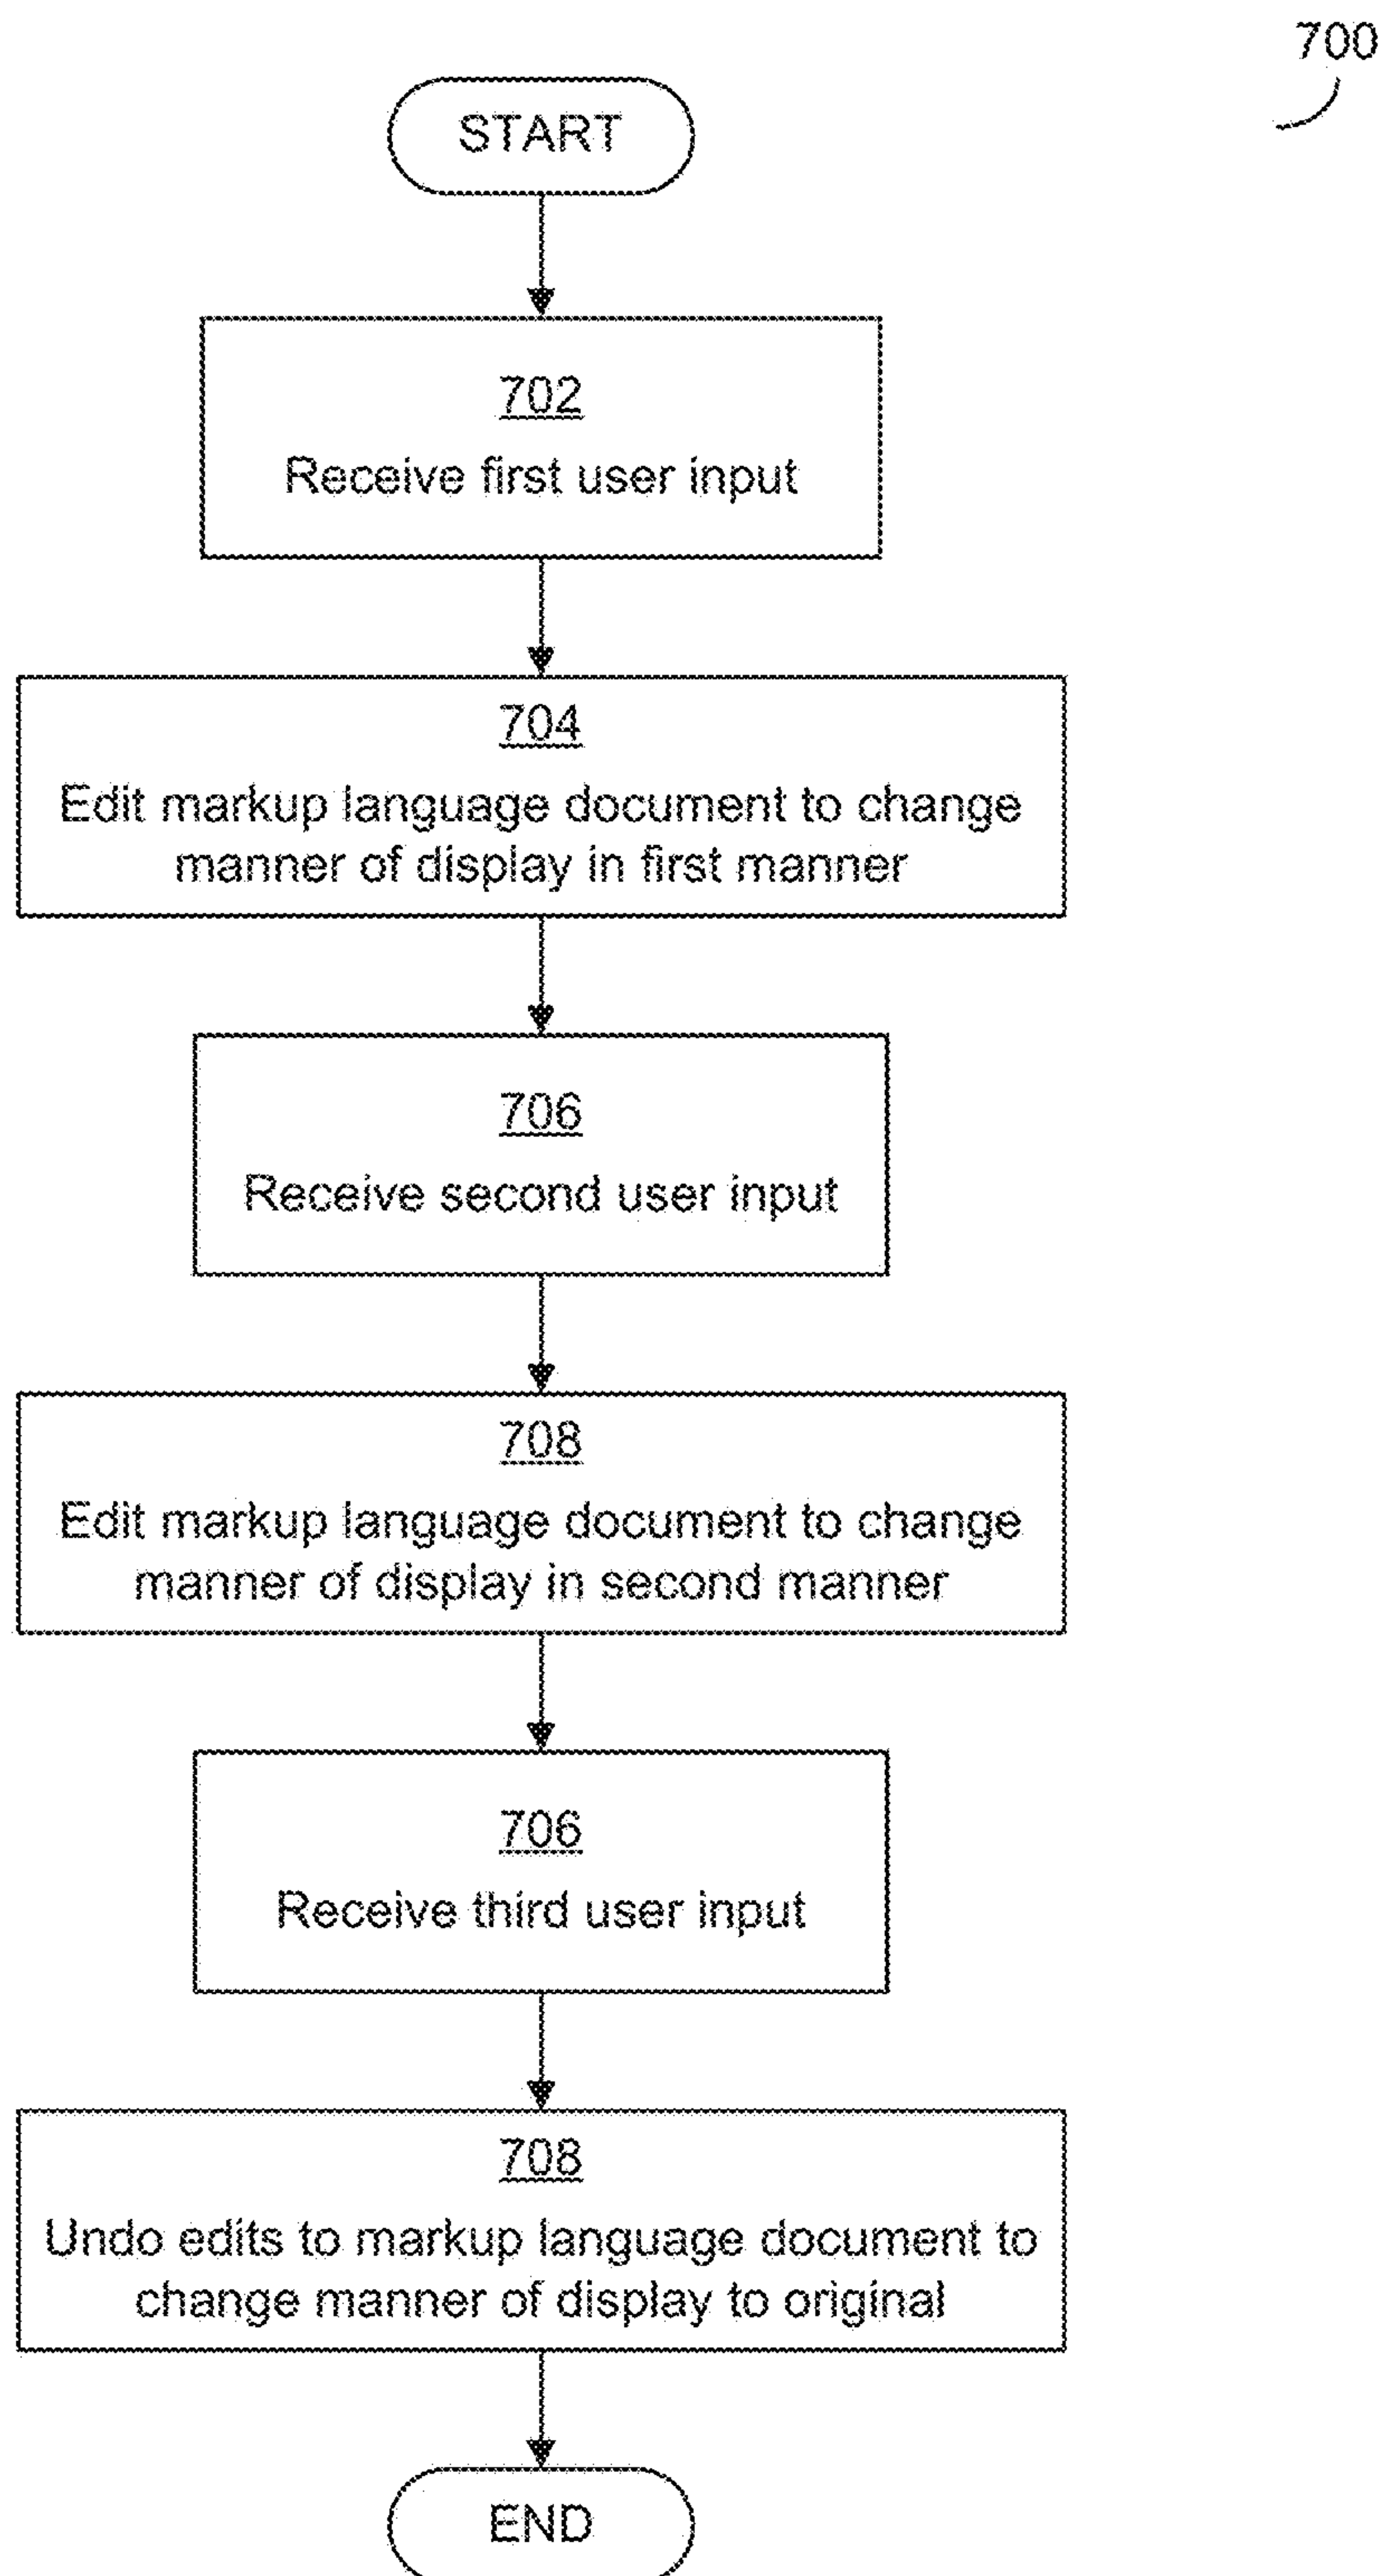 700
START
702
Receive first user input
704
Edit markup language document to change
manner of display in first manner
706
Receive second user input
708
Edit markup language document to change
manner of display in second manner
706
Receive third user input
708
Undo edits to markup language document to
change manner of display to original
END